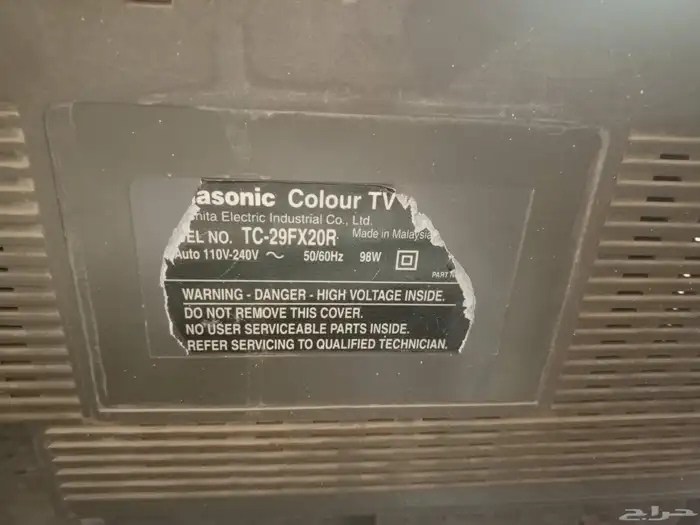 asonic Colour TV
hita Electric Industrial Co., Ltd.
EL NO. TC-29FX20R Made in Malaysia
Auto 110V-240V ~ 50/60Hz 98W
PART N
WARNING - DANGER - HIGH VOLTAGE INSIDE.
DO NOT REMOVE THIS COVER.
NO USER SERVICEABLE PARTS INSIDE.
REFER SERVICING TO QUALIFIED TECHNICIAN.
حراج